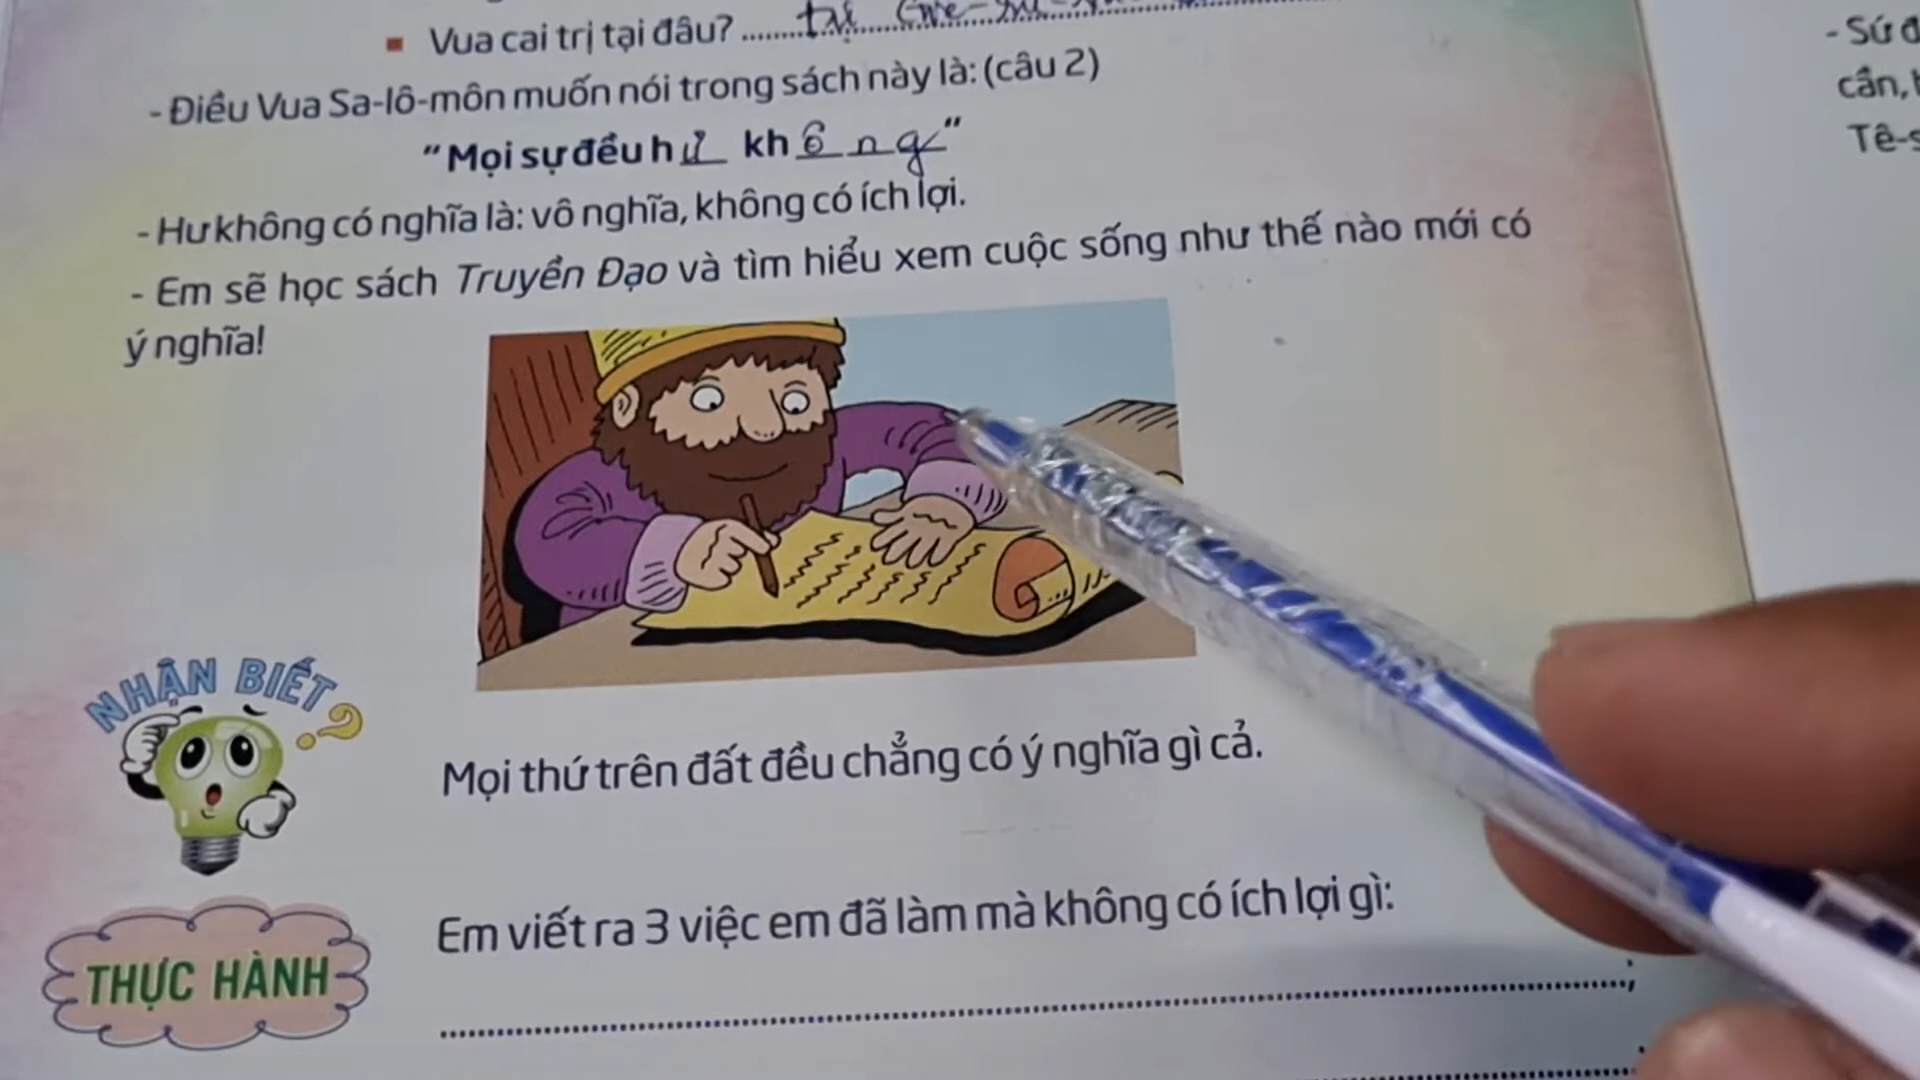 ▪ Vua cai trị tại đâu? tại
- Sứ
- Điều Vua Sa-lô-môn muốn nói trong sách này là: (câu 2)
cần,
"Mọi sự đều hư không"
Tê-s
- Hư không có nghĩa là: vô nghĩa, không có ích lợi.
- Em sẽ học sách Truyền Đạo và tìm hiểu xem cuộc sống như thế nào mới có
ý nghĩa!
NHẬN BIẾT?
Mọi thứ trên đất đều chẳng có ý nghĩa gì cả.
THỰC HÀNH
Em viết ra 3 việc em đã làm mà không có ích lợi gì: